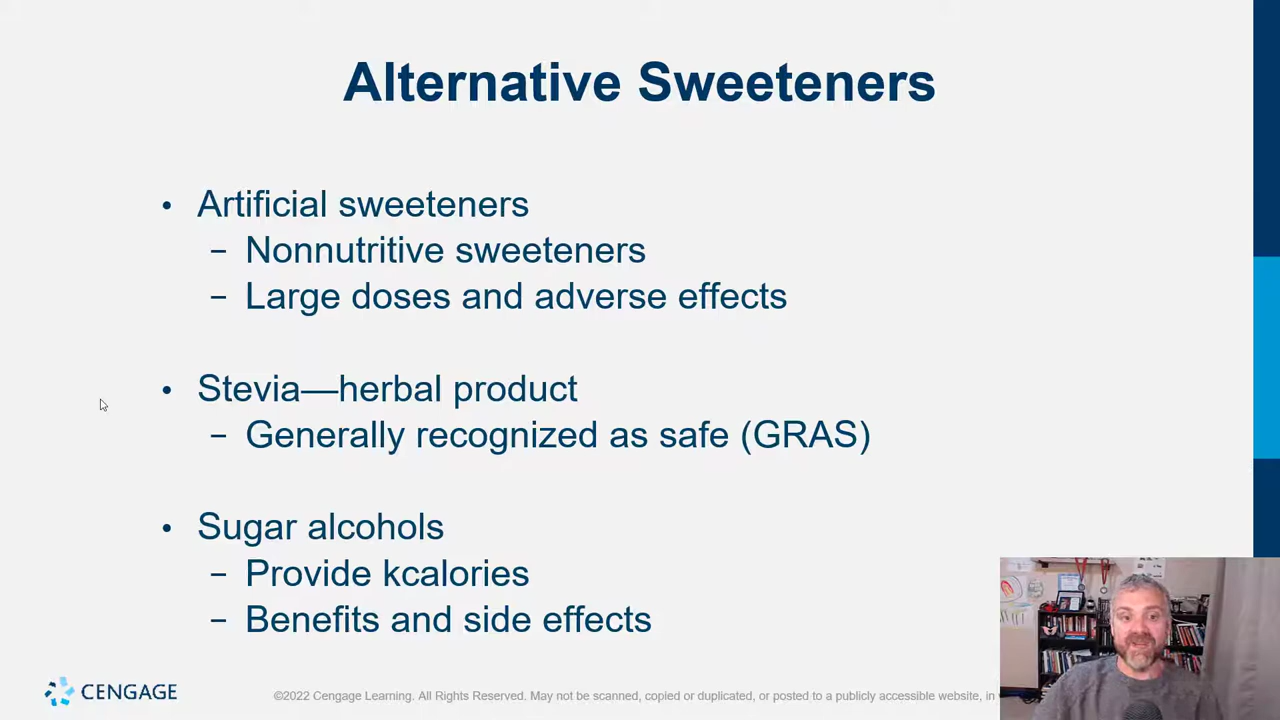 Alternative Sweeteners
• Artificial sweeteners
− Nonnutritive sweeteners
− Large doses and adverse effects
• Stevia—herbal product
− Generally recognized as safe (GRAS)
• Sugar alcohols
− Provide kcalories
− Benefits and side effects
CENGAGE
©2022 Cengage Learning. All Rights Reserved. May not be scanned, copied or duplicated, or posted to a publicly accessible website, in